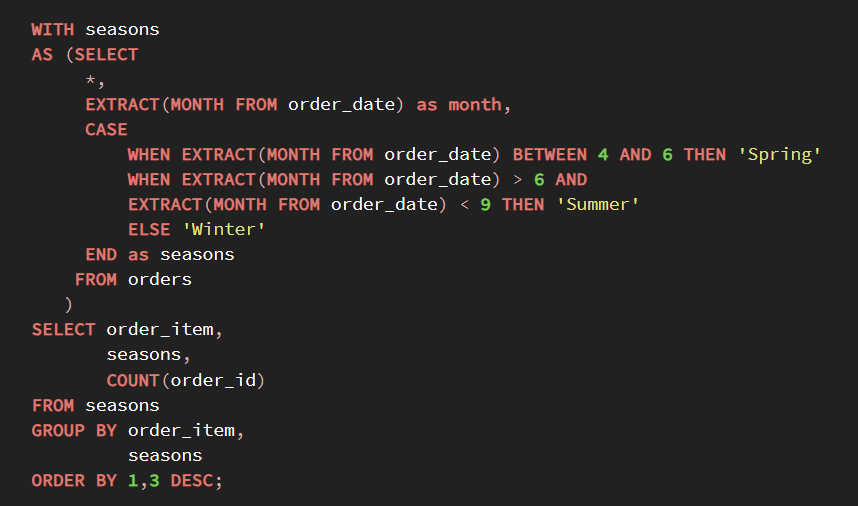 WITH seasons
AS (SELECT
*,
EXTRACT(MONTH FROM order_date) as month,
CASE
WHEN EXTRACT(MONTH FROM order_date) BETWEEN 4 AND 6 THEN 'Spring'
WHEN EXTRACT(MONTH FROM order_date) > 6 AND
EXTRACT(MONTH FROM order_date) < 9 THEN 'Summer'
ELSE 'Winter'
END as seasons
FROM orders
)
SELECT order_item,
seasons,
COUNT(order_id)
FROM seasons
GROUP BY order_item,
seasons
ORDER BY 1,3 DESC;